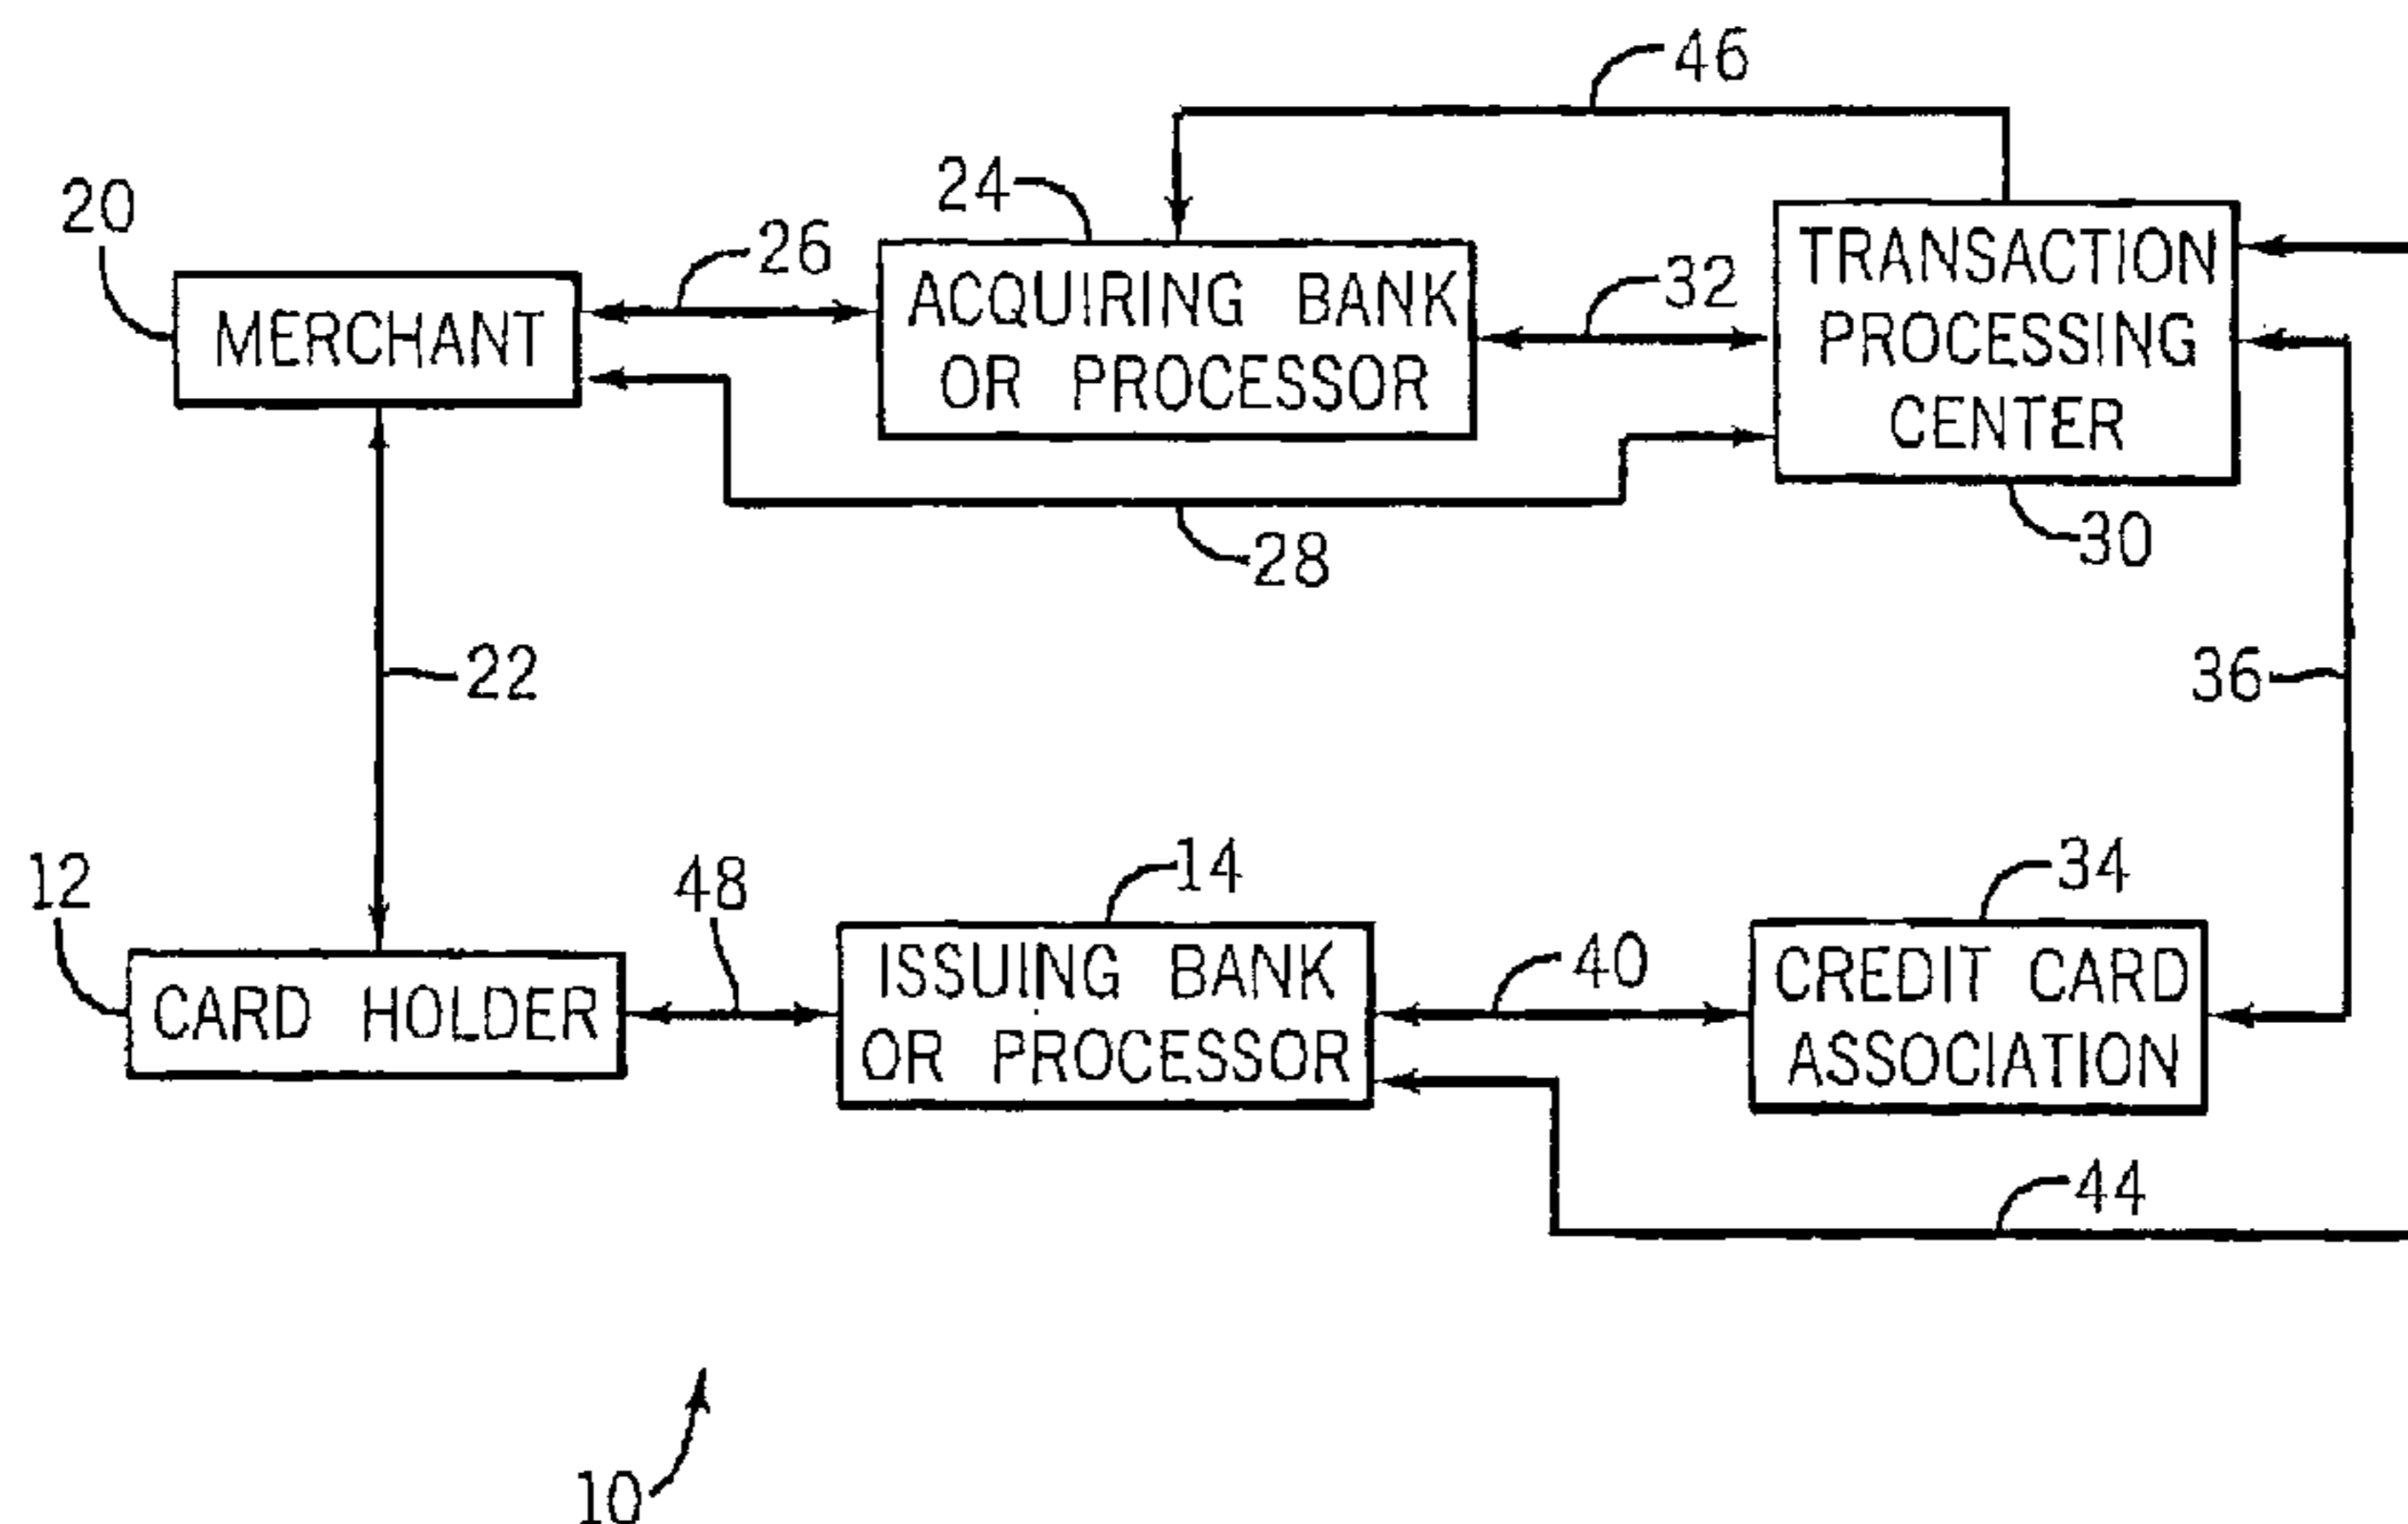 46
24
20
26
32
TRANSACTION
PROCESSING
CENTER
ACQUIRING BANK
OR PROCESSOR
MERCHANT
30
28
22
36
12
48
14
34
40
ISSUING BANK
OR PROCESSOR
CREDIT CARD
ASSOCIATION
CARD HOLDER
44
10